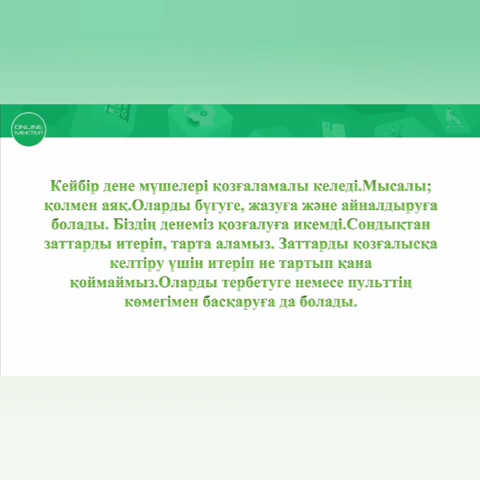 ONLINE
МЕКТЕП
Кейбір дене мүшелері қозғаламалы келеді.Мысалы;
қолмен аяқ.Оларды бүгуге, жазуға және айналдыруға
болады. Біздің денеміз қозғалуға икемді.Сондықтан
заттарды итеріп, тарта аламыз. Заттарды қозғалысқа
келтіру үшін итеріп не тартып қана
қоймаймыз.Оларды тербетуге немесе пульттің
көмегімен басқаруға да болады.